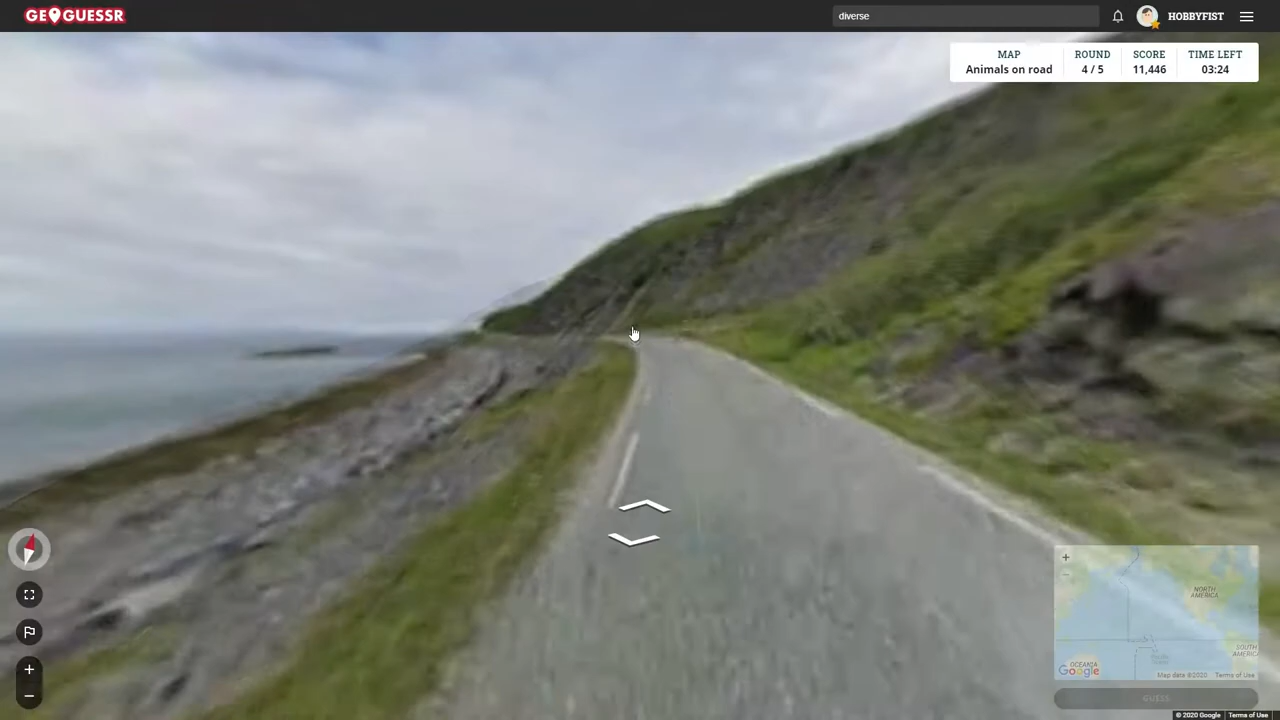 GEOGUESSR
diverse
HOBBYFIST
MAP ROUND SCORE TIME LEFT
Animals on road 4 / 5 11,446 03:24
NORTH
AMERICA
SOUTH
AMERICA
OCEANIA
Google
Map data ©2020 Terms of Use
GUESS
© 2020 Google Terms of Use